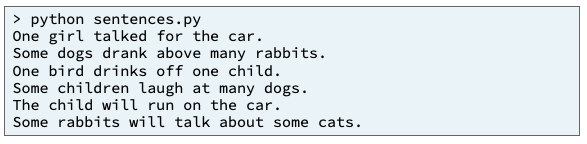 > python sentences.py
One girl talked for the car.
Some dogs drank above many rabbits.
One bird drinks off one child.
Some children laugh at many dogs.
The child will run on the car.
Some rabbits will talk about some cats.